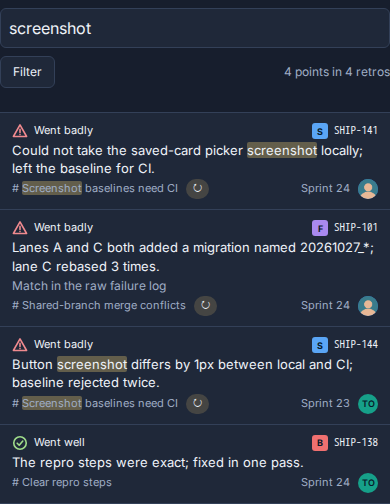 screenshot
Filter
4 points in 4 retros
Went badly
S SHIP-141
Could not take the saved-card picker screenshot locally;
left the baseline for CI.
# Screenshot baselines need CI
Sprint 24
Went badly
F SHIP-101
Lanes A and C both added a migration named 20261027_*;
lane C rebased 3 times.
Match in the raw failure log
# Shared-branch merge conflicts
Sprint 24
Went badly
S SHIP-144
Button screenshot differs by 1px between local and CI;
baseline rejected twice.
# Screenshot baselines need CI
Sprint 23 TO
Went well
B SHIP-138
The repro steps were exact; fixed in one pass.
# Clear repro steps
Sprint 24 TO